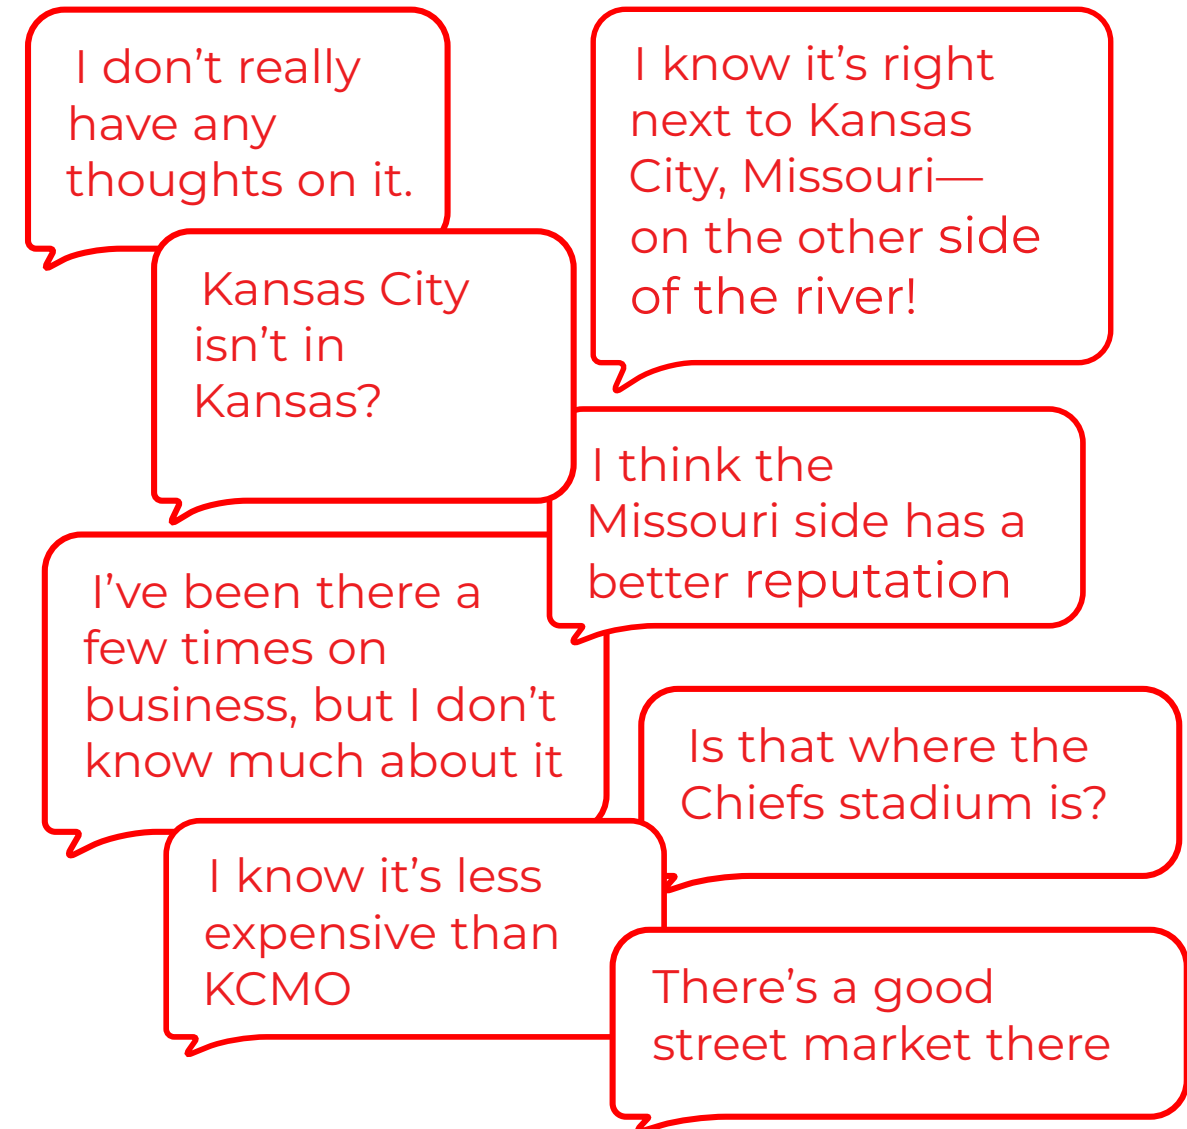 I don’t really
have any
thoughts on it.
I know it’s right
next to Kansas
City, Missouri—
on the other side
of the river!
Kansas City
isn’t in
Kansas?
I think the
Missouri side has a
better reputation
I’ve been there a
few times on
business, but I don’t
know much about it
Is that where the
Chiefs stadium is?
I know it’s less
expensive than
KCMO
There’s a good
street market there